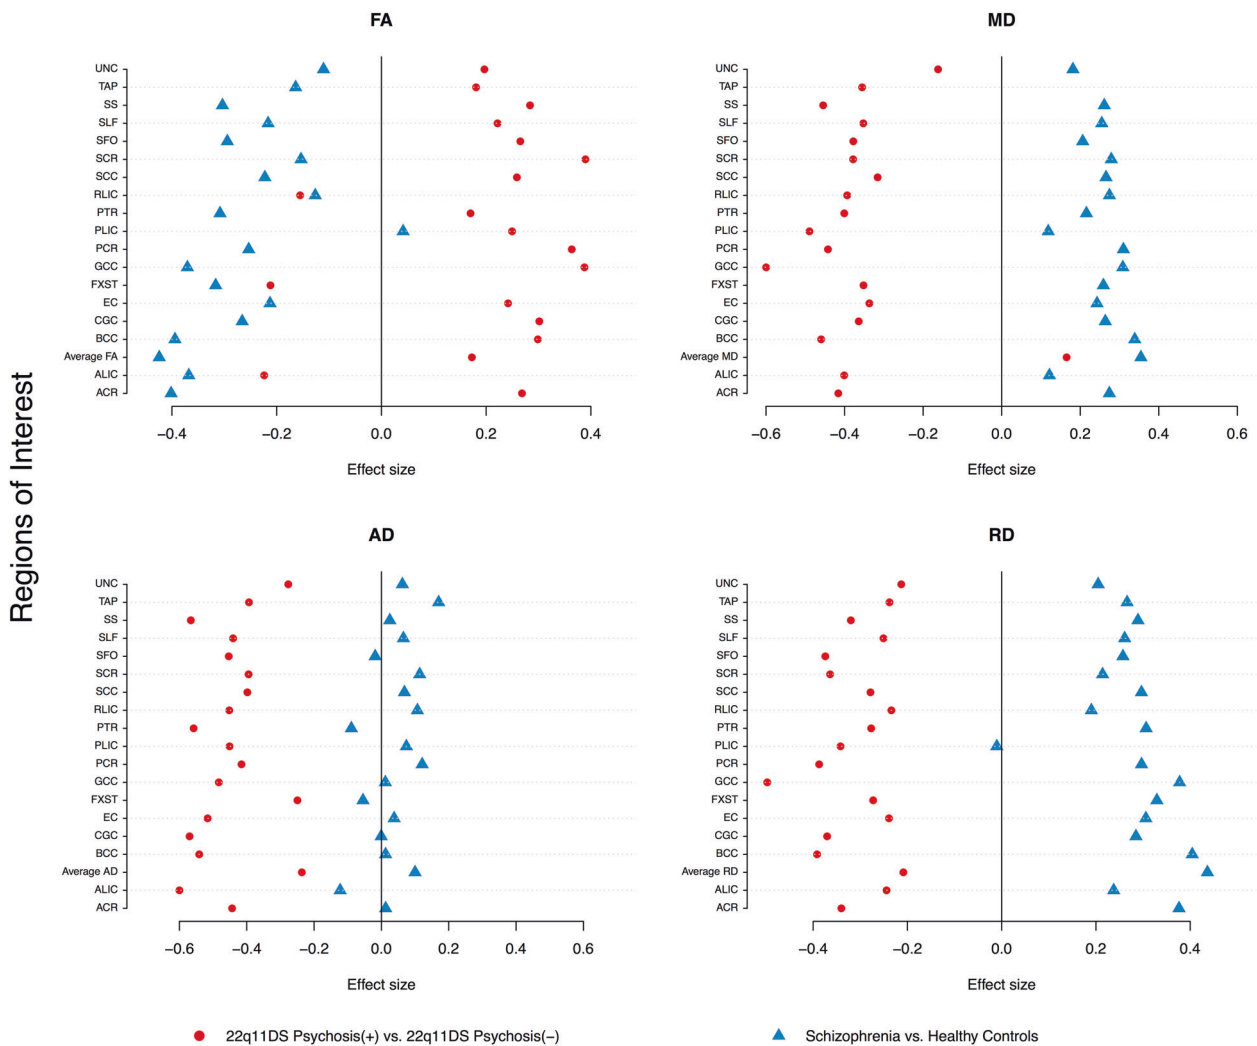 FA
UNC
TAP
SS
SLF
SFO
SCR
SCC
RLIC
PTR
PLIC
PCR
GCC
FXST
EC
CGC
BCC
Average FA
ALIC
ACR
−0.4 −0.2 0.0 0.2 0.4
Effect size
MD
UNC
TAP
SS
SLF
SFO
SCR
SCC
RLIC
PTR
PLIC
PCR
GCC
FXST
EC
CGC
BCC
Average MD
ALIC
ACR
−0.6 −0.4 −0.2 0.0 0.2 0.4 0.6
Effect size
Regions of Interest
AD
UNC
TAP
SS
SLF
SFO
SCR
SCC
RLIC
PTR
PLIC
PCR
GCC
FXST
EC
CGC
BCC
Average AD
ALIC
ACR
−0.6 −0.4 −0.2 0.0 0.2 0.4 0.6
Effect size
RD
UNC
TAP
SS
SLF
SFO
SCR
SCC
RLIC
PTR
PLIC
PCR
GCC
FXST
EC
CGC
BCC
Average RD
ALIC
ACR
−0.4 −0.2 0.0 0.2 0.4
Effect size
22q11DS Psychosis(+) vs. 22q11DS Psychosis(−)
Schizophrenia vs. Healthy Controls